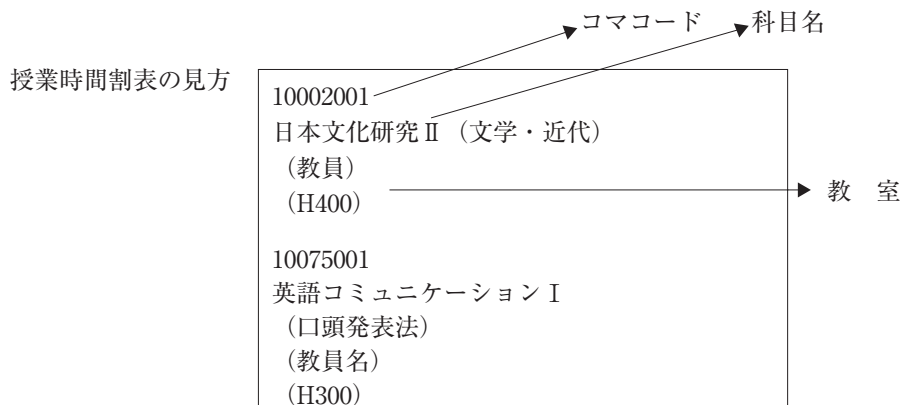 コマコード　科目名
授業時間割表の見方
10002001
日本文化研究Ⅱ（文学・近代）
（教員）
（H400）
教　室
10075001
英語コミュニケーションⅠ
（口頭発表法）
（教員名）
（H300）